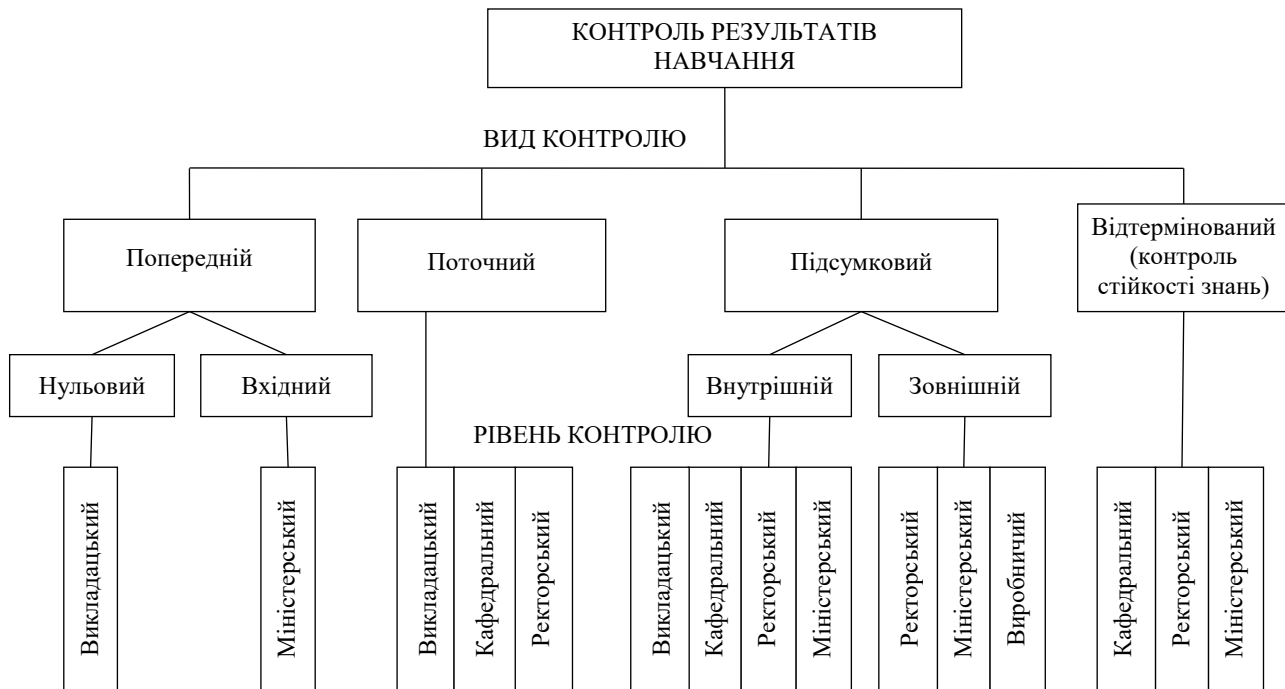 КОНТРОЛЬ РЕЗУЛЬТАТІВ
НАВЧАННЯ
ВИД КОНТРОЛЮ
Попередній
Поточний
Підсумковий
Відтермінований
(контроль
стійкості знань)
Нульовий
Вхідний
Внутрішній
Зовнішній
РІВЕНЬ КОНТРОЛЮ
Викладацький
Міністерський
Викладацький
Кафедральний
Ректорський
Викладацький
Кафедральний
Ректорський
Міністерський
Ректорський
Міністерський
Виробничий
Кафедральний
Ректорський
Міністерський